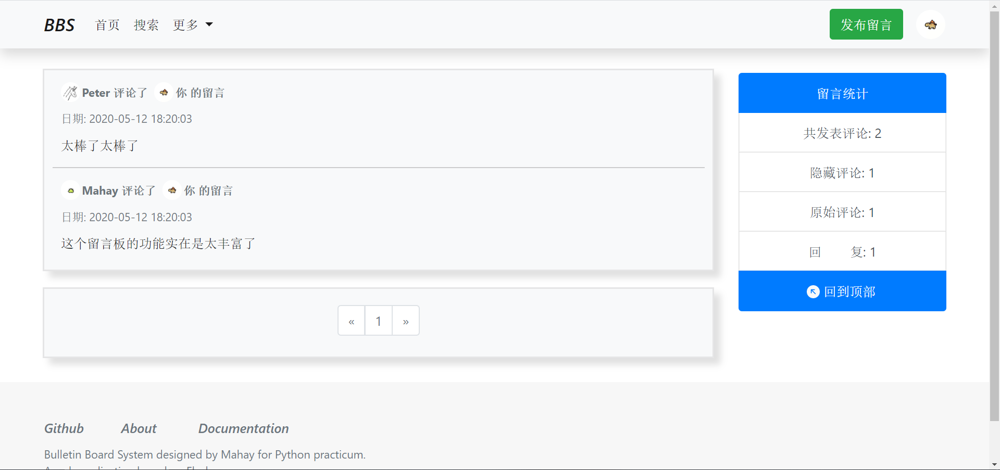 BBS 首页 搜索 更多 发布留言
Peter 评论了 你 的留言
日期: 2020-05-12 18:20:03
太棒了太棒了
Mahay 评论了 你 的留言
日期: 2020-05-12 18:20:03
这个留言板的功能实在是太丰富了
« 1 »
留言统计
共发表评论: 2
隐藏评论: 1
原始评论: 1
回 复: 1
回到顶部
Github About Documentation
Bulletin Board System designed by Mahay for Python practicum.